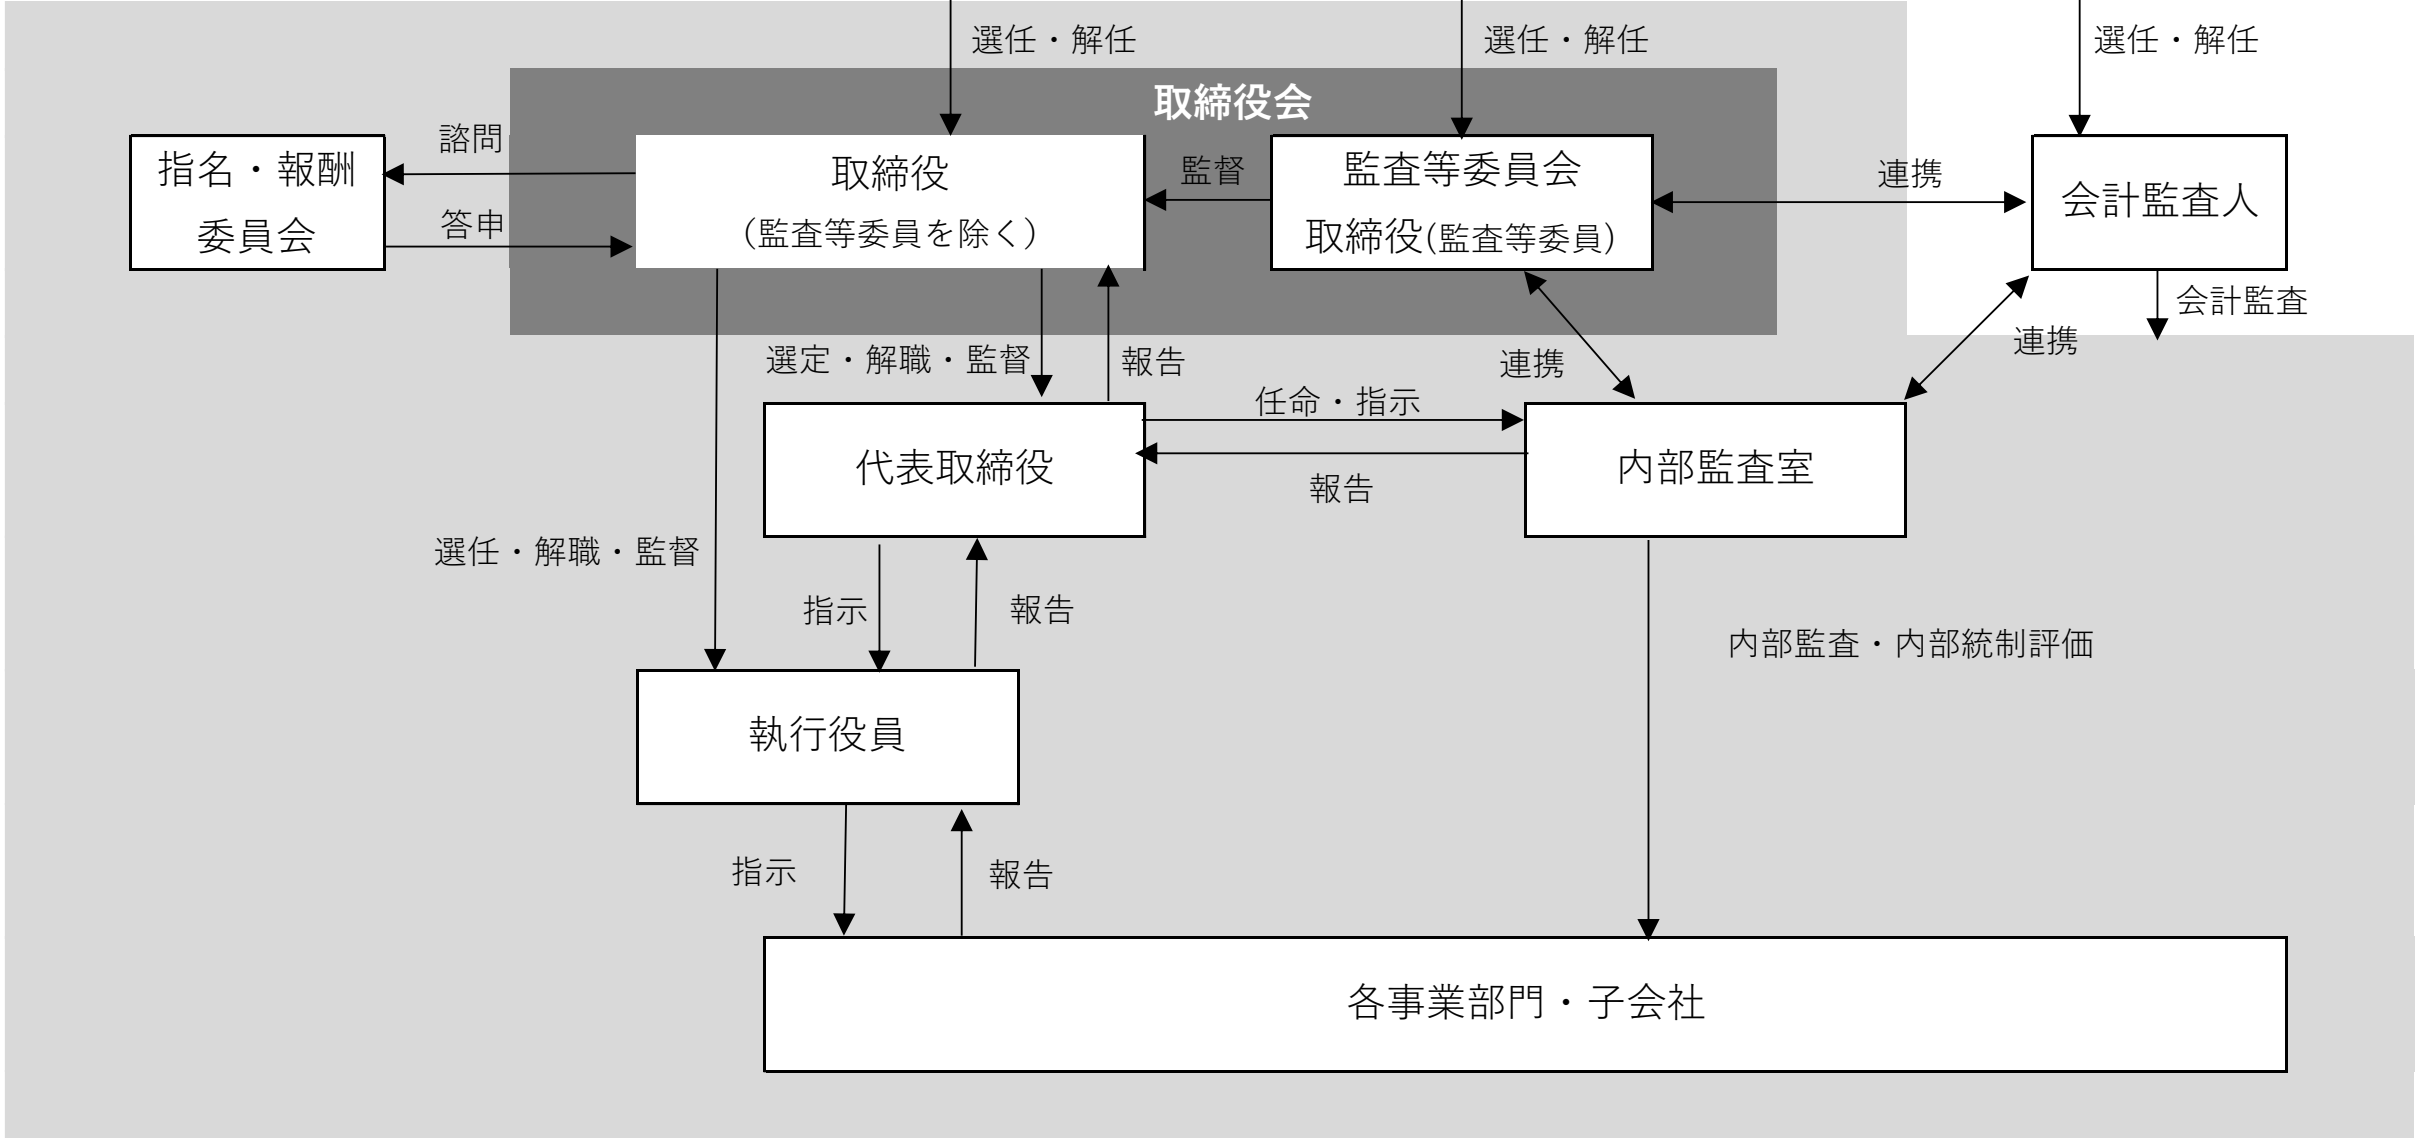 選任・解任
選任・解任
選任・解任
取締役会
諮問
指名・報酬
委員会
答申
取締役
（監査等委員を除く）
監督
監査等委員会
取締役(監査等委員)
連携
会計監査人
会計監査
選定・解職・監督
報告
連携
連携
任命・指示
代表取締役
内部監査室
報告
選任・解職・監督
指示
報告
内部監査・内部統制評価
執行役員
指示
報告
各事業部門・子会社